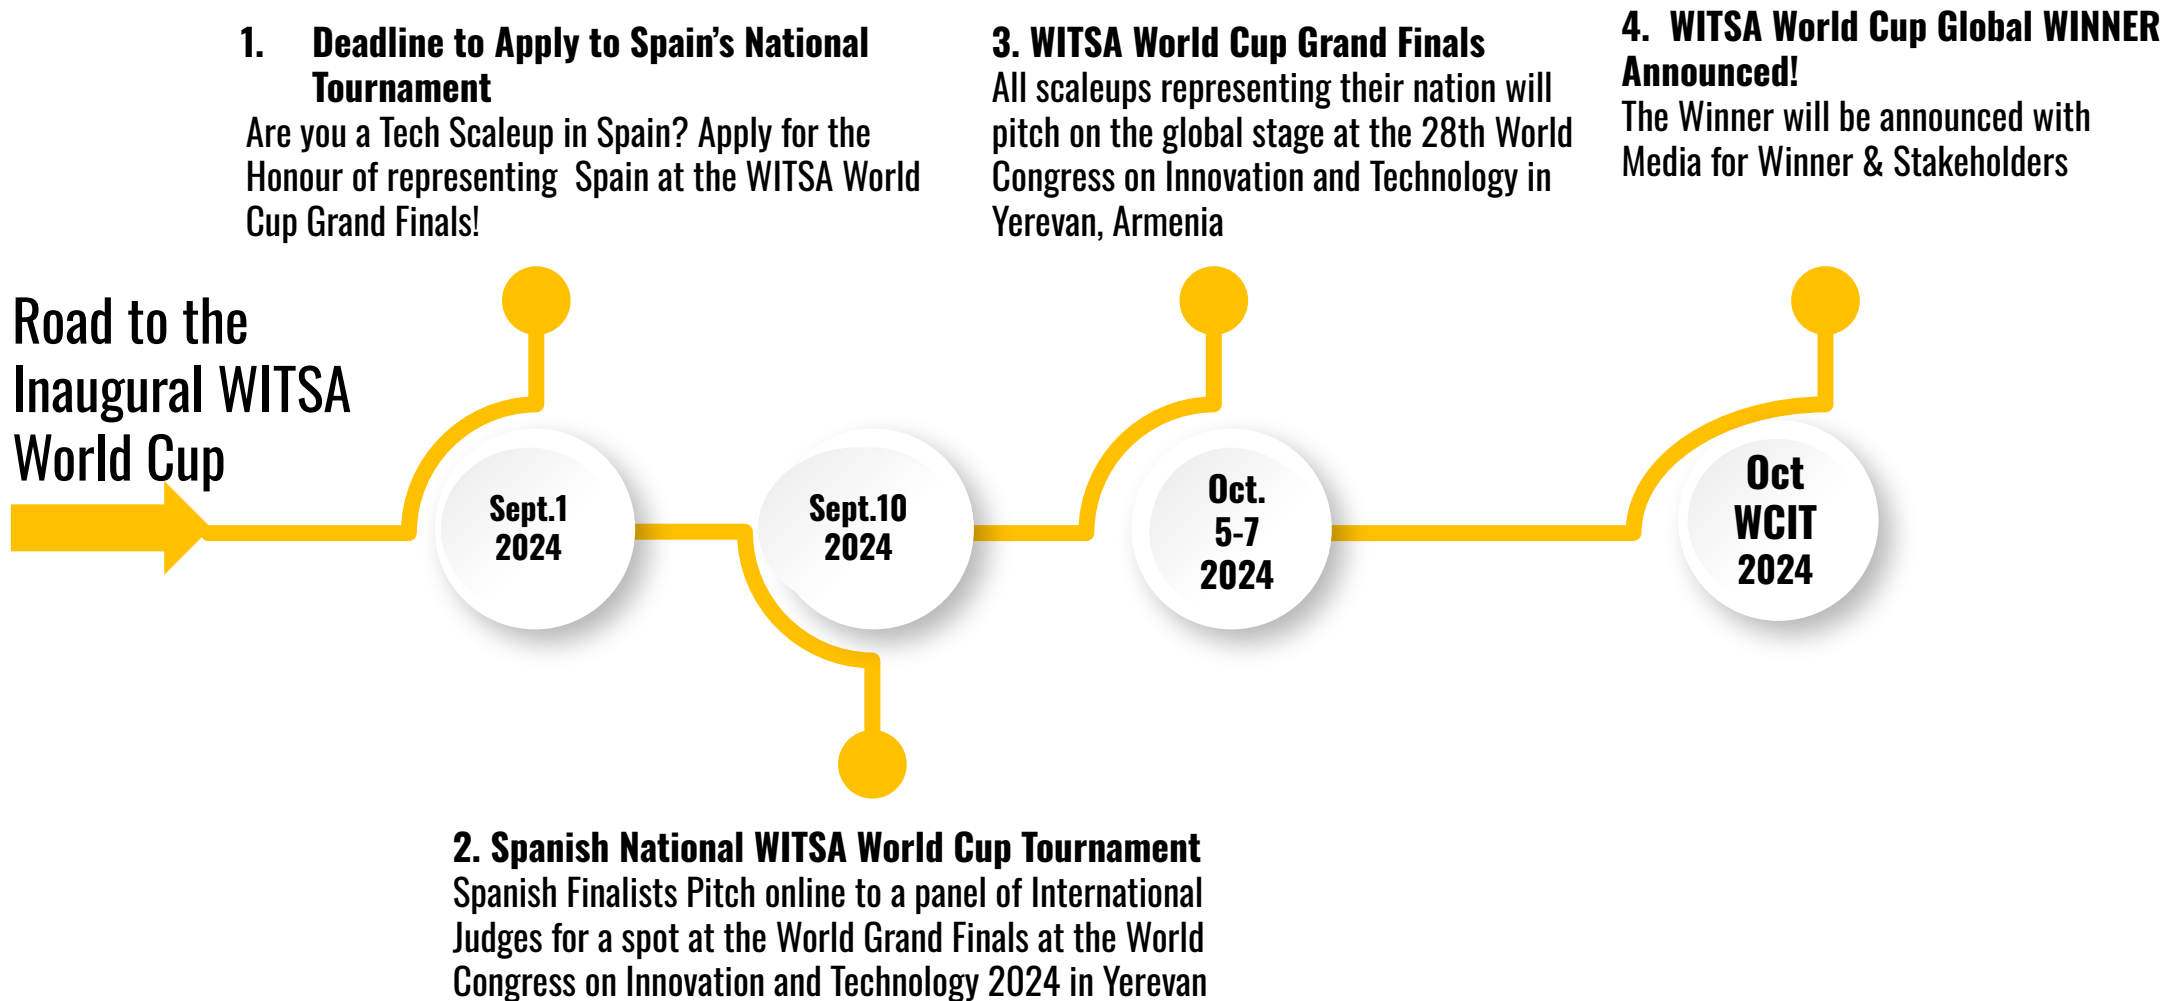 1. Deadline to Apply to Spain’s National
Tournament
Are you a Tech Scaleup in Spain? Apply for the
Honour of representing Spain at the WITSA World
Cup Grand Finals!
3. WITSA World Cup Grand Finals
All scaleups representing their nation will
pitch on the global stage at the 28th World
Congress on Innovation and Technology in
Yerevan, Armenia
4. WITSA World Cup Global WINNER
Announced!
The Winner will be announced with
Media for Winner & Stakeholders
Road to the
Inaugural WITSA
World Cup
Sept.1
2024
Sept.10
2024
Oct.
5-7
2024
Oct
WCIT
2024
2. Spanish National WITSA World Cup Tournament
Spanish Finalists Pitch online to a panel of International
Judges for a spot at the World Grand Finals at the World
Congress on Innovation and Technology 2024 in Yerevan